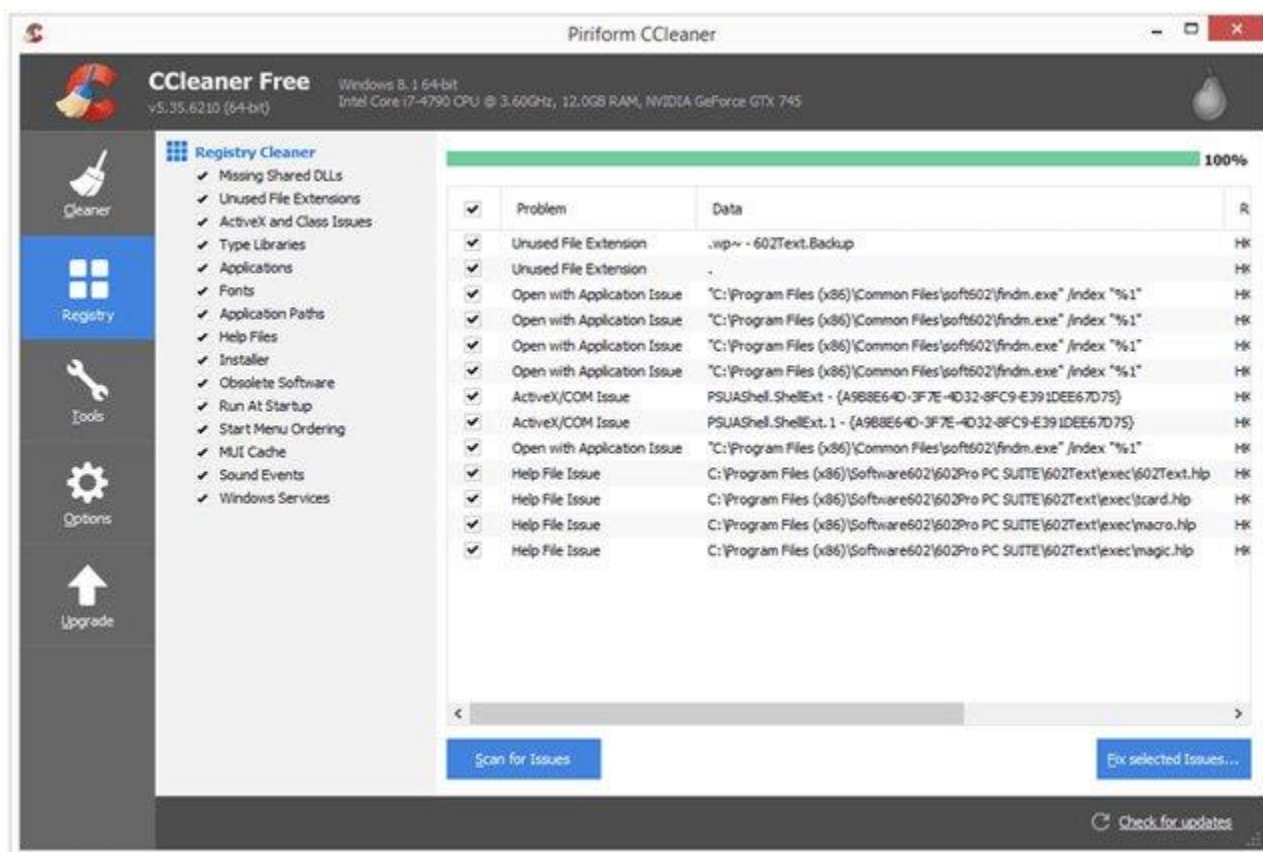 Piriform CCleaner
CCleaner Free
v5.35.6210 (64-bit)
Windows 8.1 64-bit
Intel Core i7-4790 CPU @ 3.60GHz, 12.0GB RAM, NVIDIA GeForce GTX 745
Cleaner
Registry
Tools
Options
Upgrade
Registry Cleaner
Missing Shared DLLs
Unused File Extensions
ActiveX and Class Issues
Type Libraries
Applications
Fonts
Application Paths
Help Files
Installer
Obsolete Software
Run At Startup
Start Menu Ordering
MUI Cache
Sound Events
Windows Services
100%
Problem Data R
Unused File Extension .wp~ - 602Text.Backup HK
Unused File Extension . HK
Open with Application Issue "C:\Program Files (x86)\Common Files\soft602\findm.exe" /index "%1" HK
Open with Application Issue "C:\Program Files (x86)\Common Files\soft602\findm.exe" /index "%1" HK
Open with Application Issue "C:\Program Files (x86)\Common Files\soft602\findm.exe" /index "%1" HK
Open with Application Issue "C:\Program Files (x86)\Common Files\soft602\findm.exe" /index "%1" HK
ActiveX/COM Issue PSUAShell.ShellExt - {A9B8E64D-3F7E-4D32-8FC9-E391DEE67D75} HK
ActiveX/COM Issue PSUAShell.ShellExt.1 - {A9B8E64D-3F7E-4D32-8FC9-E391DEE67D75} HK
Open with Application Issue "C:\Program Files (x86)\Common Files\soft602\findm.exe" /index "%1" HK
Help File Issue C:\Program Files (x86)\Software602\602Pro PC SUITE\602Text\exec\602Text.hlp HK
Help File Issue C:\Program Files (x86)\Software602\602Pro PC SUITE\602Text\exec\tcard.hlp HK
Help File Issue C:\Program Files (x86)\Software602\602Pro PC SUITE\602Text\exec\macro.hlp HK
Help File Issue C:\Program Files (x86)\Software602\602Pro PC SUITE\602Text\exec\magic.hlp HK
Scan for Issues
Fix selected Issues...
Check for updates